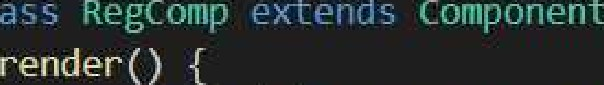 ass RegComp extends Component
render() {